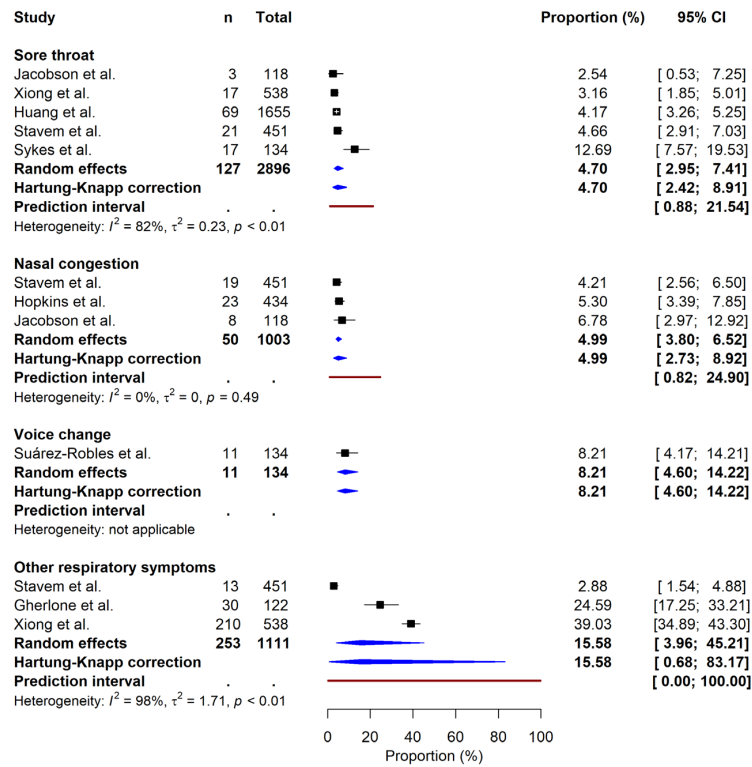 Study n Total Proportion (%) 95% CI
Sore throat
Jacobson et al. 3 118 2.54 [ 0.53; 7.25]
Xiong et al. 17 538 3.16 [ 1.85; 5.01]
Huang et al. 69 1655 4.17 [ 3.26; 5.25]
Stavem et al. 21 451 4.66 [ 2.91; 7.03]
Sykes et al. 17 134 12.69 [ 7.57; 19.53]
Random effects 127 2896 4.70 [ 2.95; 7.41]
Hartung-Knapp correction 4.70 [ 2.42; 8.91]
Prediction interval . . [ 0.88; 21.54]
Heterogeneity: I² = 82%, τ² = 0.23, p < 0.01
Nasal congestion
Stavem et al. 19 451 4.21 [ 2.56; 6.50]
Hopkins et al. 23 434 5.30 [ 3.39; 7.85]
Jacobson et al. 8 118 6.78 [ 2.97; 12.92]
Random effects 50 1003 4.99 [ 3.80; 6.52]
Hartung-Knapp correction 4.99 [ 2.73; 8.92]
Prediction interval . . [ 0.82; 24.90]
Heterogeneity: I² = 0%, τ² = 0, p = 0.49
Voice change
Suárez-Robles et al. 11 134 8.21 [ 4.17; 14.21]
Random effects 11 134 8.21 [ 4.60; 14.22]
Hartung-Knapp correction 8.21 [ 4.60; 14.22]
Prediction interval . .
Heterogeneity: not applicable
Other respiratory symptoms
Stavem et al. 13 451 2.88 [ 1.54; 4.88]
Gherlone et al. 30 122 24.59 [17.25; 33.21]
Xiong et al. 210 538 39.03 [34.89; 43.30]
Random effects 253 1111 15.58 [ 3.96; 45.21]
Hartung-Knapp correction 15.58 [ 0.68; 83.17]
Prediction interval . . [ 0.00; 100.00]
Heterogeneity: I² = 98%, τ² = 1.71, p < 0.01
0 20 40 60 80 100
Proportion (%)